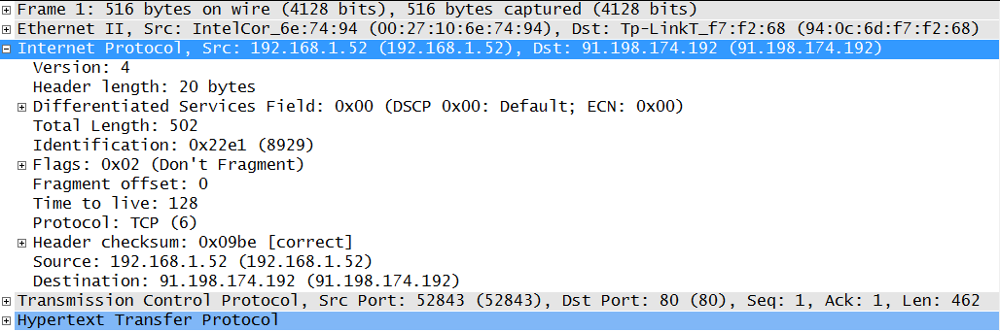 Frame 1: 516 bytes on wire (4128 bits), 516 bytes captured (4128 bits)
Ethernet II, Src: IntelCor_6e:74:94 (00:27:10:6e:74:94), Dst: Tp-LinkT_f7:f2:68 (94:0c:6d:f7:f2:68)
Internet Protocol, Src: 192.168.1.52 (192.168.1.52), Dst: 91.198.174.192 (91.198.174.192)
Version: 4
Header length: 20 bytes
Differentiated Services Field: 0x00 (DSCP 0x00: Default; ECN: 0x00)
Total Length: 502
Identification: 0x22e1 (8929)
Flags: 0x02 (Don't Fragment)
Fragment offset: 0
Time to live: 128
Protocol: TCP (6)
Header checksum: 0x09be [correct]
Source: 192.168.1.52 (192.168.1.52)
Destination: 91.198.174.192 (91.198.174.192)
Transmission Control Protocol, Src Port: 52843 (52843), Dst Port: 80 (80), Seq: 1, Ack: 1, Len: 462
Hypertext Transfer Protocol